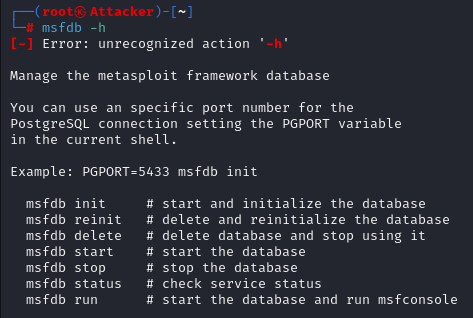 ┌──(root㉿Attacker)-[~]
└─# msfdb -h
[-] Error: unrecognized action '-h'

Manage the metasploit framework database

You can use an specific port number for the
PostgreSQL connection setting the PGPORT variable
in the current shell.

Example: PGPORT=5433 msfdb init

  msfdb init     # start and initialize the database
  msfdb reinit   # delete and reinitialize the database
  msfdb delete   # delete database and stop using it
  msfdb start    # start the database
  msfdb stop     # stop the database
  msfdb status   # check service status
  msfdb run      # start the database and run msfconsole